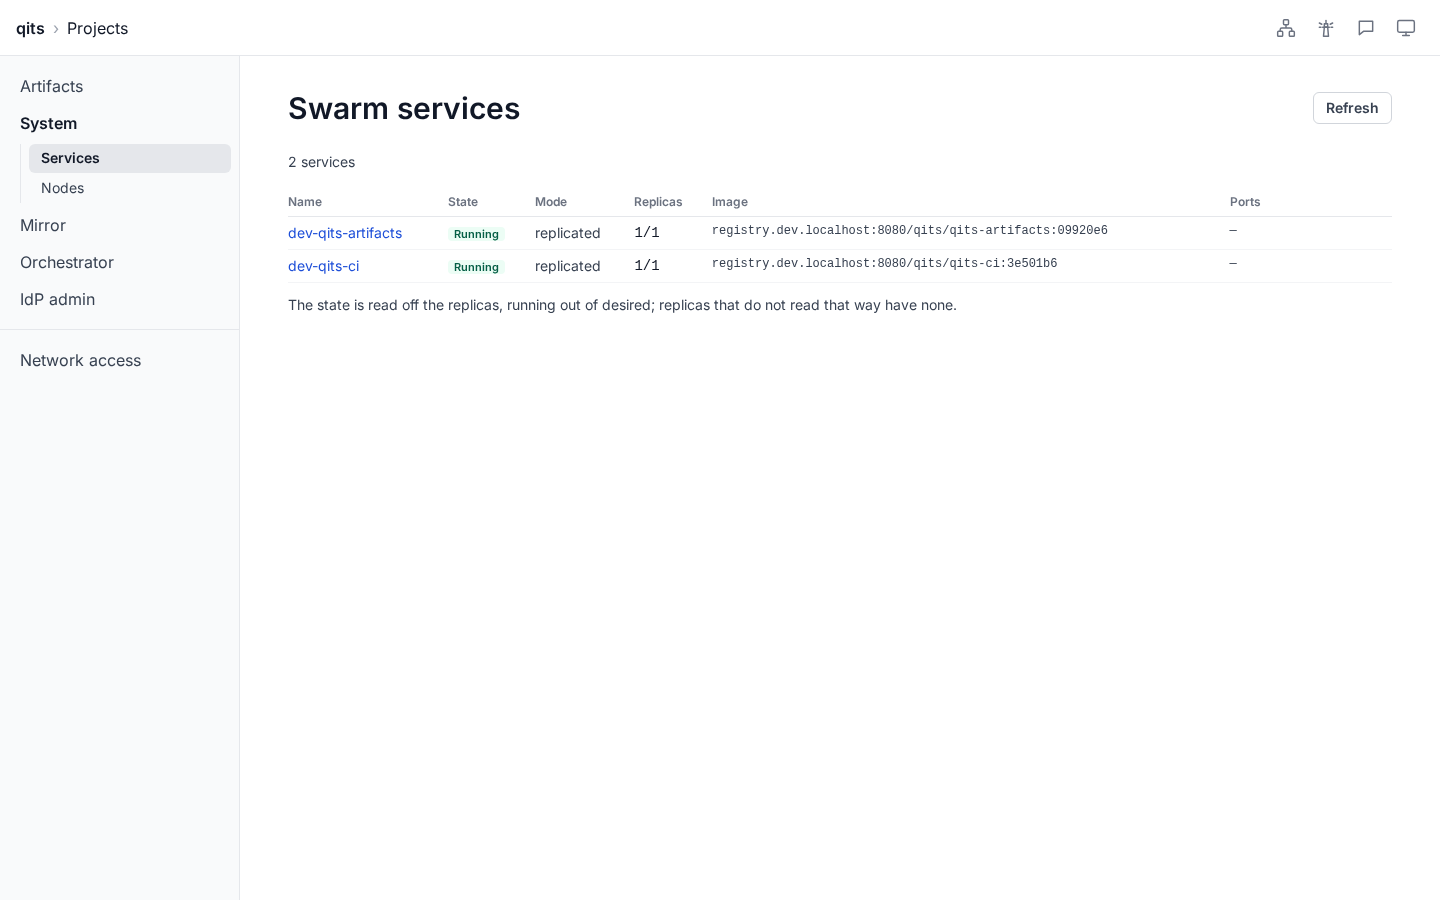 qits › Projects
Artifacts
System
Services
Nodes
Mirror
Orchestrator
IdP admin
Network access
Swarm services
Refresh
2 services
Name State Mode Replicas Image Ports
dev-qits-artifacts Running replicated 1/1 registry.dev.localhost:8080/qits/qits-artifacts:09920e6 —
dev-qits-ci Running replicated 1/1 registry.dev.localhost:8080/qits/qits-ci:3e501b6 —
The state is read off the replicas, running out of desired; replicas that do not read that way have none.